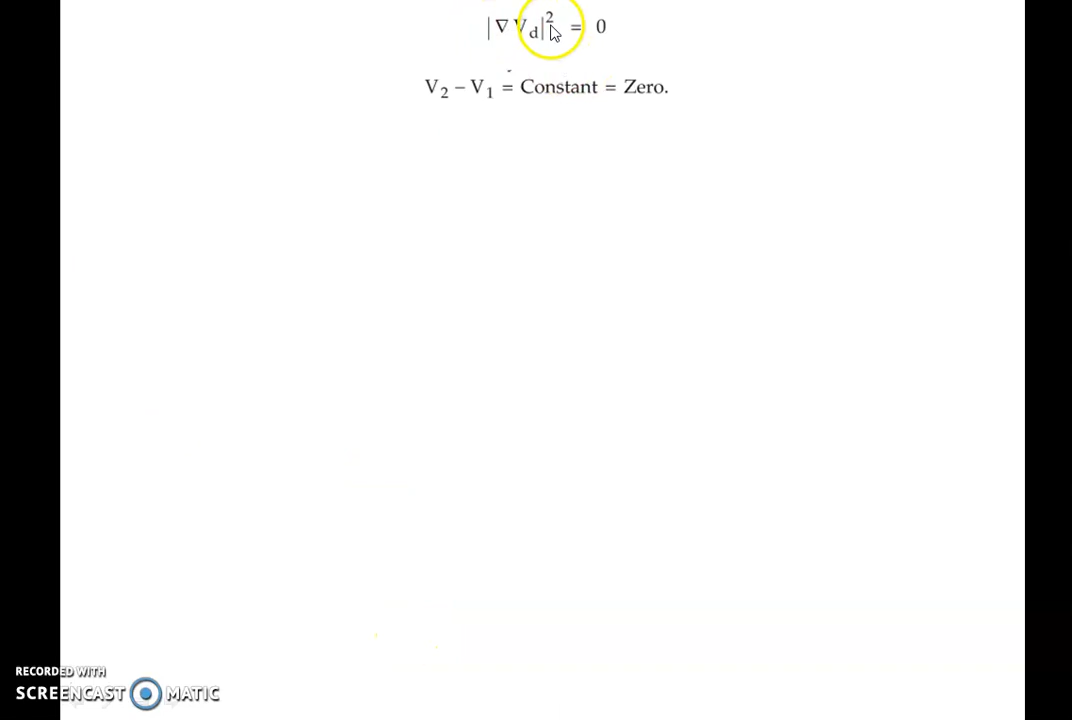 |∇ V_d|² = 0
V₂ – V₁ = Constant = Zero.
RECORDED WITH
SCREENCAST MATIC